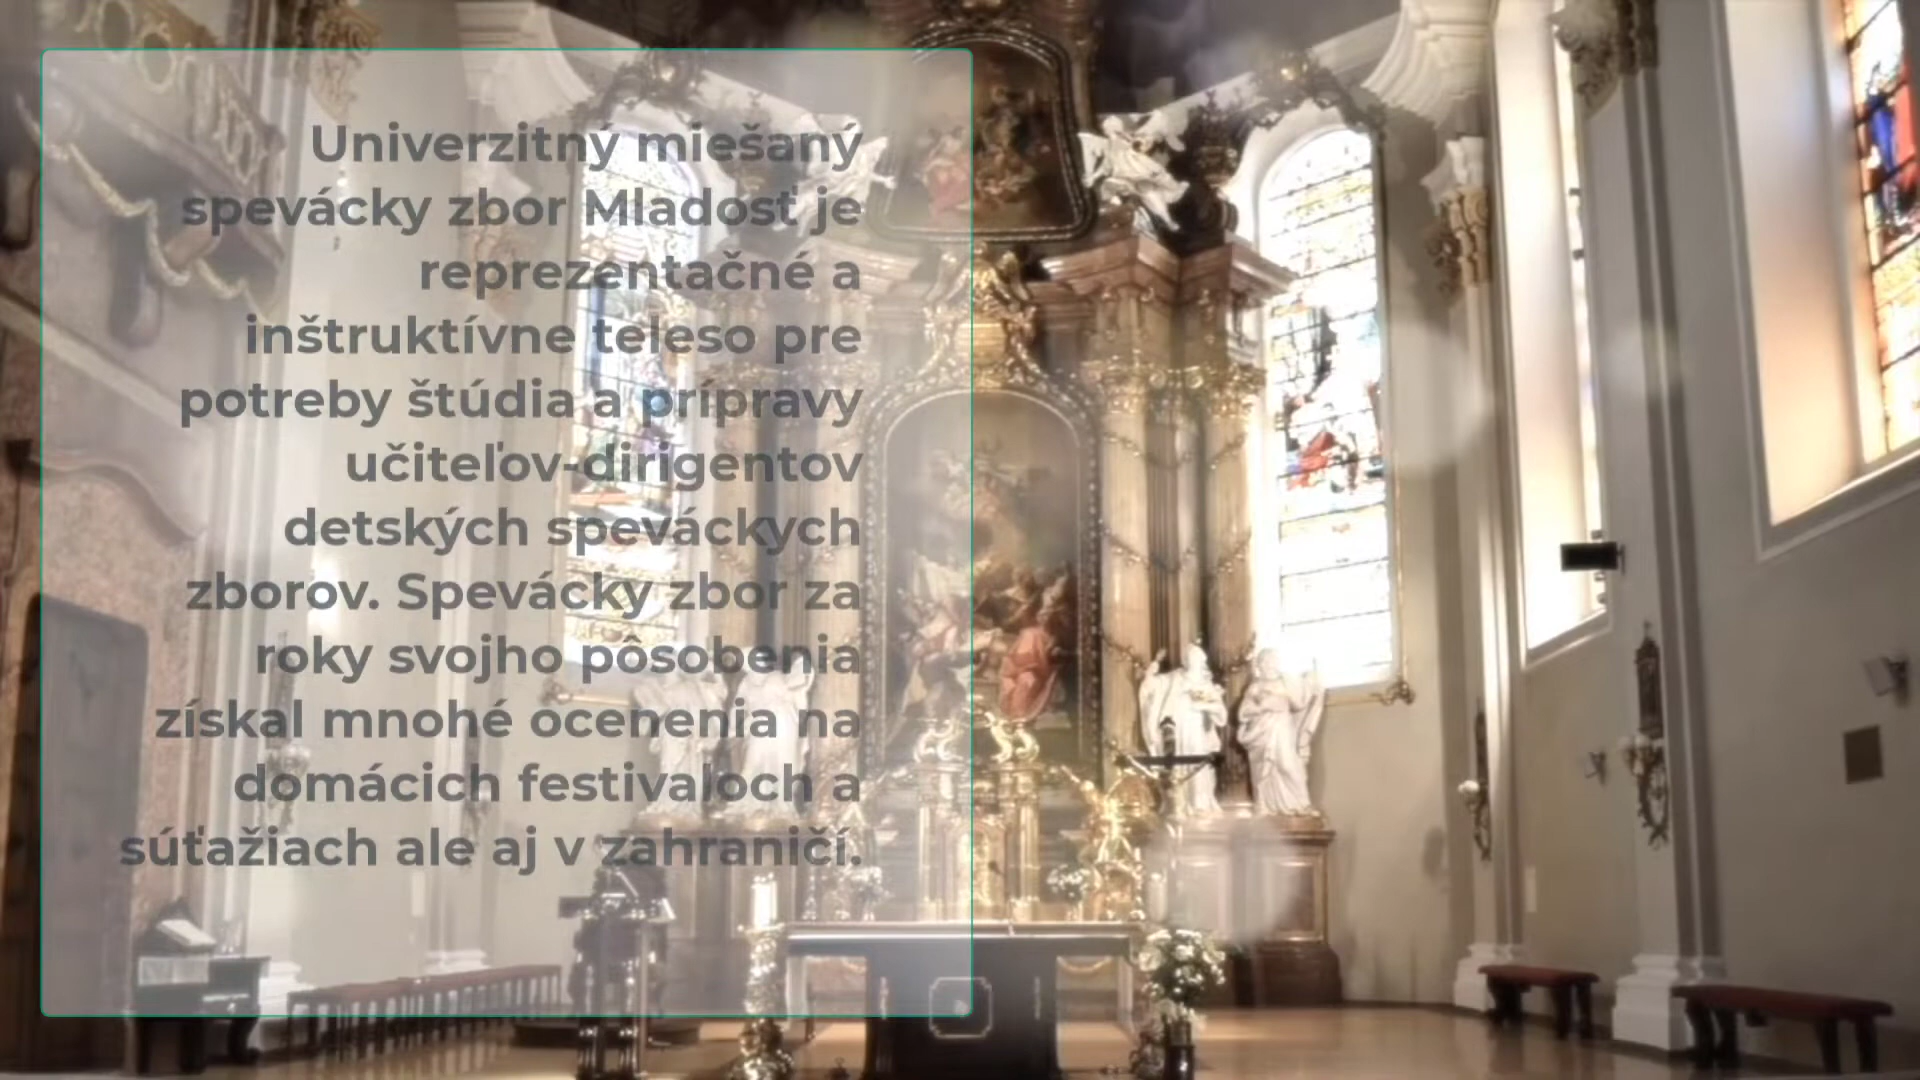 Univerzitný miešaný
spevácky zbor Mladosť je
reprezentačné a
inštruktívne teleso pre
potreby štúdia a prípravy
učiteľov-dirigentov
detských speváckych
zborov. Spevácky zbor za
roky svojho pôsobenia
získal mnohé ocenenia na
domácich festivaloch a
súťažiach ale aj v zahraničí.